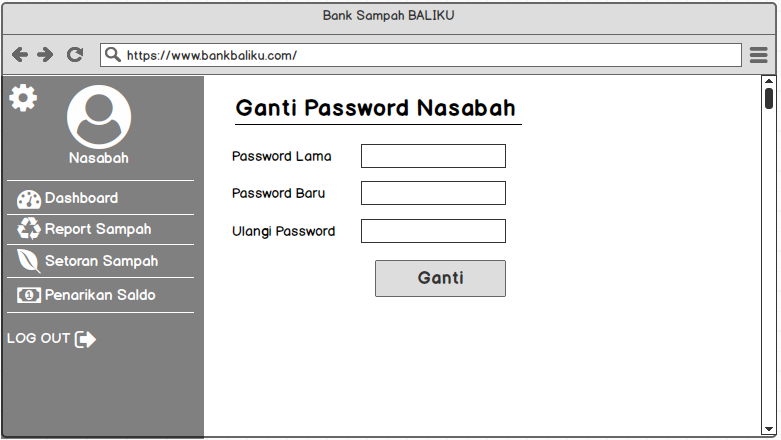 Bank Sampah BALIKU
https://www.bankbaliku.com/
Nasabah
Dashboard
Report Sampah
Setoran Sampah
1
Penarikan Saldo
LOG OUT
Ganti Password Nasabah
Password Lama
Password Baru
Ulangi Password
Ganti